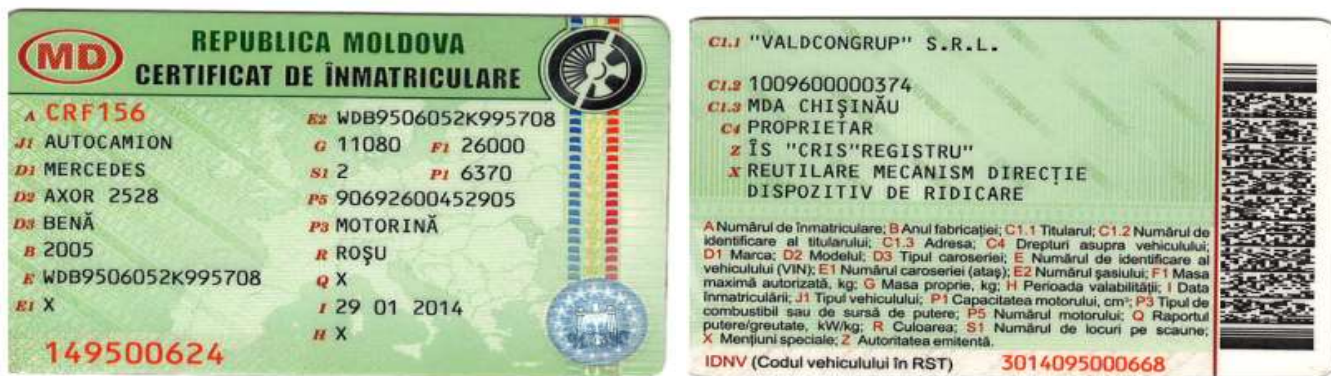 MD
REPUBLICA MOLDOVA
CERTIFICAT DE ÎNMATRICULARE
A CRF156
J1 AUTOCAMION
D1 MERCEDES
D2 AXOR 2528
D3 BENĂ
B 2005
E WDB9506052K995708
E1 X
149500624
E2 WDB9506052K995708
G 11080 F1 26000
S1 2 P1 6370
P5 90692600452905
P3 MOTORINĂ
R ROŞU
Q X
I 29 01 2014
H X
C1.1 "VALDCONGRUP" S.R.L.
C1.2 1009600000374
C1.3 MDA CHIŞINĂU
C4 PROPRIETAR
Z ÎS "CRIS"REGISTRU"
X REUTILARE MECANISM DIRECŢIE
DISPOZITIV DE RIDICARE
A Numărul de înmatriculare; B Anul fabricaţiei; C1.1 Titularul; C1.2 Numărul de
identificare al titularului; C1.3 Adresa; C4 Drepturi asupra vehiculului;
D1 Marca; D2 Modelul; D3 Tipul caroseriei; E Numărul de identificare al
vehiculului (VIN); E1 Numărul caroseriei (ataş); E2 Numărul şasiului; F1 Masa
maximă autorizată, kg; G Masa proprie, kg; H Perioada valabilităţii; I Data
înmatriculării; J1 Tipul vehiculului; P1 Capacitatea motorului, cm³; P3 Tipul de
combustibil sau de sursă de putere; P5 Numărul motorului; Q Raportul
putere/greutate, kW/kg; R Culoarea; S1 Numărul de locuri pe scaune;
X Menţiuni speciale; Z Autoritatea emitentă.
IDNV (Codul vehiculului în RST) 3014095000668